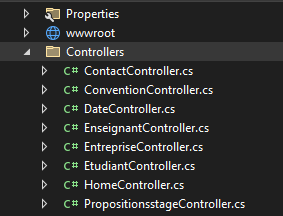 Properties
wwwroot
Controllers
C# ContactController.cs
C# ConventionController.cs
C# DateController.cs
C# EnseignantController.cs
C# EntrepriseController.cs
C# EtudiantController.cs
C# HomeController.cs
C# PropositionsstageController.cs